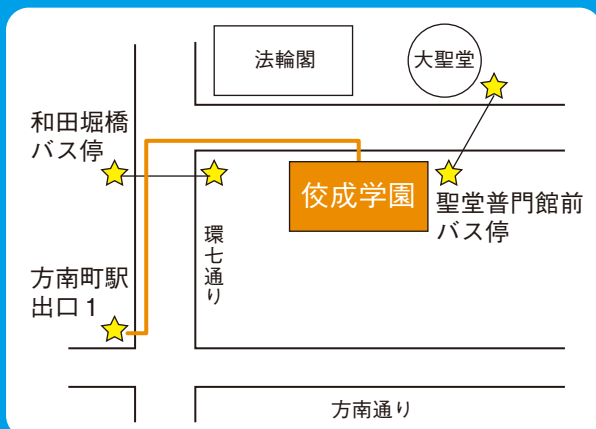 法輪閣
大聖堂
和田堀橋
バス停
佼成学園
聖堂普門館前
バス停
環七通り
方南町駅
出口1
方南通り